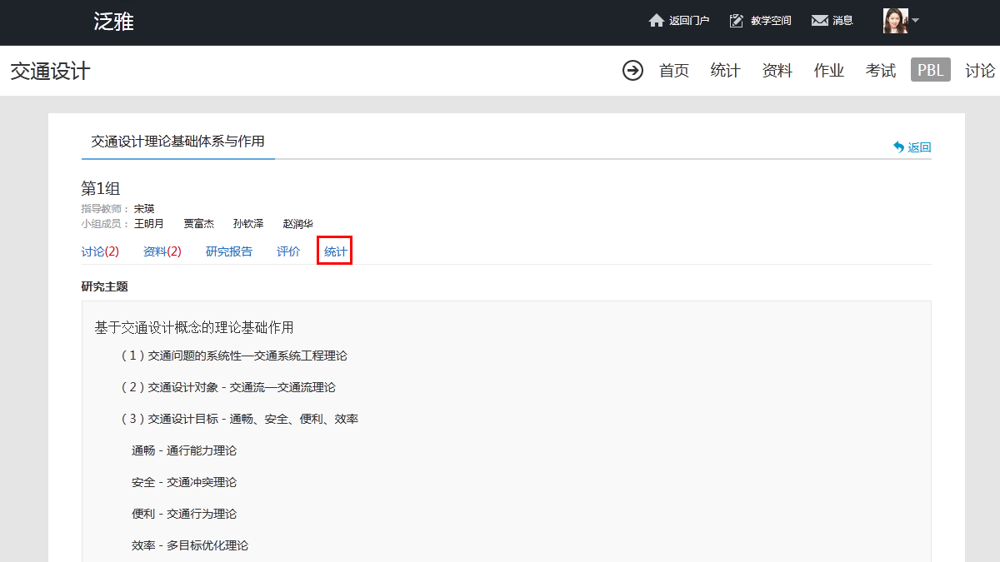 泛雅
返回门户 教学空间 消息
交通设计
首页 统计 资料 作业 考试 PBL 讨论
交通设计理论基础体系与作用
返回
第1组
指导教师： 宋瑛
小组成员： 王明月 贾富杰 孙钦泽 赵润华
讨论(2) 资料(2) 研究报告 评价 统计
研究主题
基于交通设计概念的理论基础作用
（1）交通问题的系统性—交通系统工程理论
（2）交通设计对象 - 交通流—交通流理论
（3）交通设计目标 - 通畅、安全、便利、效率
通畅 - 通行能力理论
安全 - 交通冲突理论
便利 - 交通行为理论
效率 - 多目标优化理论